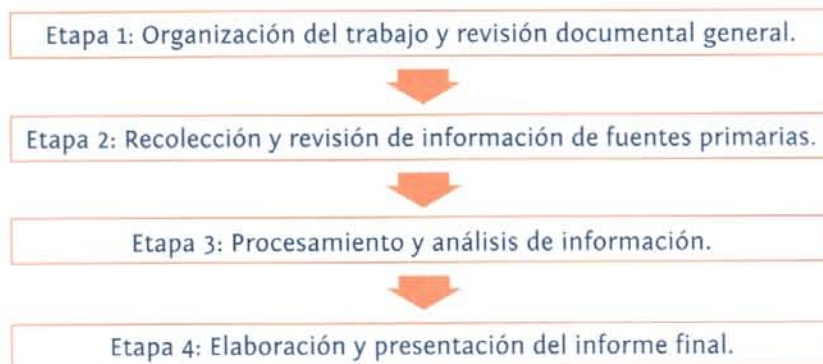 Etapa 1: Organización del trabajo y revisión documental general.
Etapa 2: Recolección y revisión de información de fuentes primarias.
Etapa 3: Procesamiento y análisis de información.
Etapa 4: Elaboración y presentación del informe final.